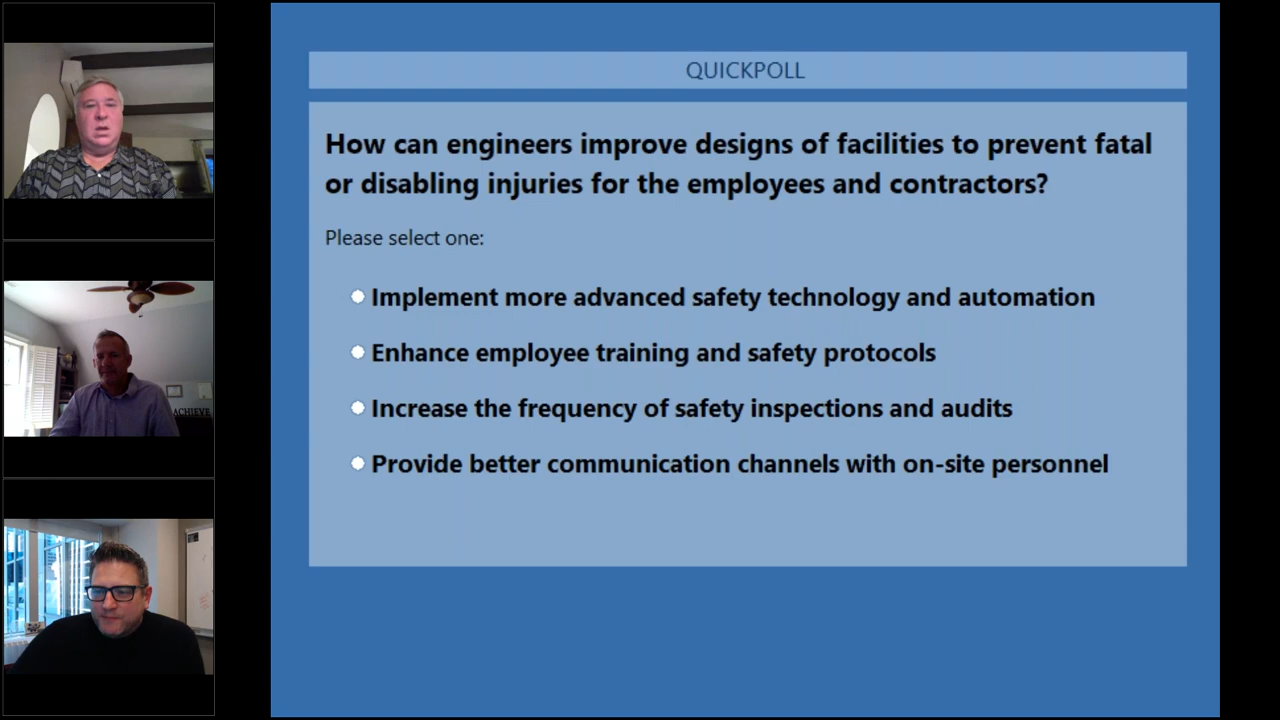 QUICKPOLL
How can engineers improve designs of facilities to prevent fatal
or disabling injuries for the employees and contractors?
Please select one:
Implement more advanced safety technology and automation
Enhance employee training and safety protocols
Increase the frequency of safety inspections and audits
Provide better communication channels with on-site personnel
ACHIEVE